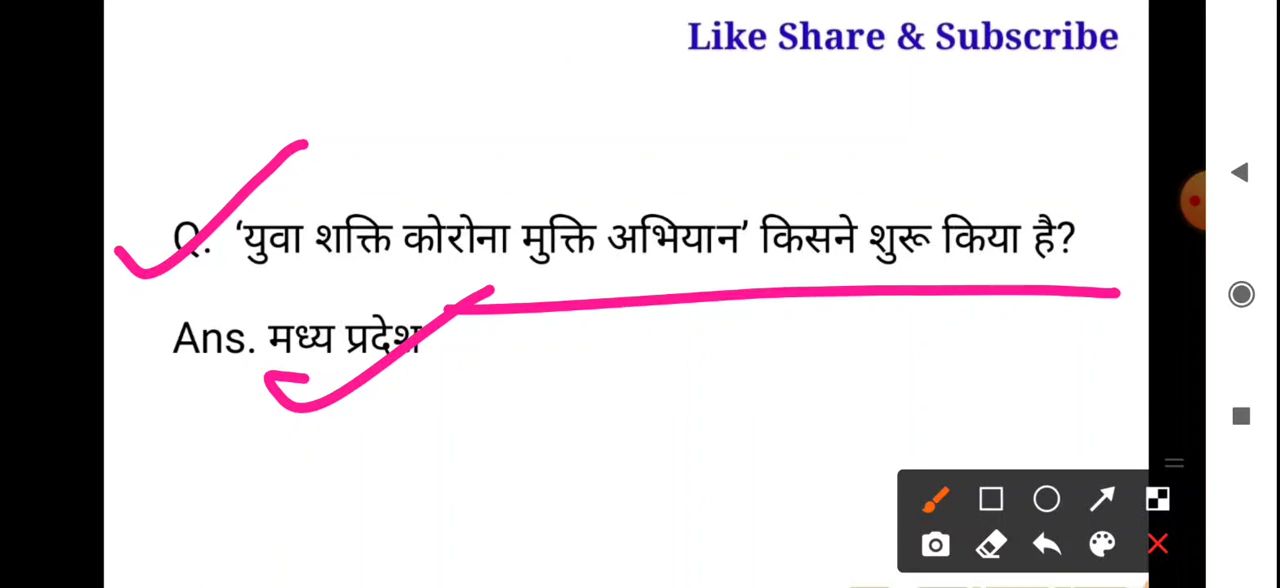 Like Share & Subscribe
Q. ‘युवा शक्ति कोरोना मुक्ति अभियान’ किसने शुरू किया है?
Ans. मध्य प्रदेश